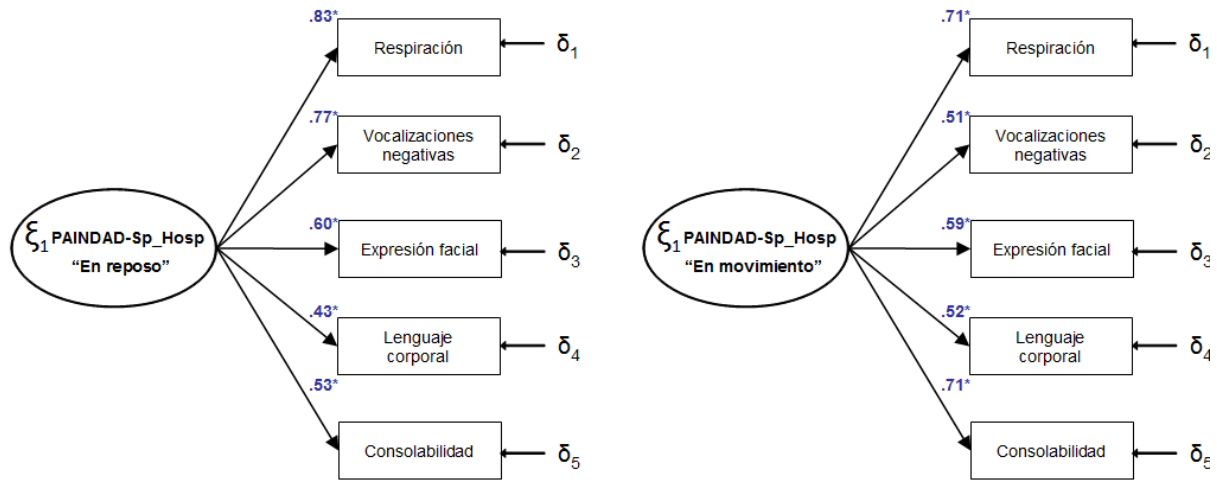 .83*
Respiración
δ1
.77*
Vocalizaciones
negativas
δ2
ξ1 PAINDAD-Sp_Hosp
“En reposo”
.60*
Expresión facial
δ3
.43*
Lenguaje
corporal
δ4
.53*
Consolabilidad
δ5
.71*
Respiración
δ1
.51*
Vocalizaciones
negativas
δ2
ξ1 PAINDAD-Sp_Hosp
“En movimiento”
.59*
Expresión facial
δ3
.52*
Lenguaje
corporal
δ4
.71*
Consolabilidad
δ5